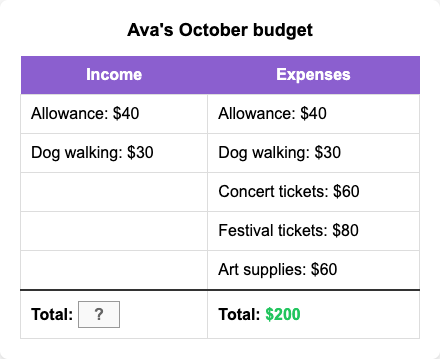 Ava's October budget
Income Expenses
Allowance: $40 Allowance: $40
Dog walking: $30 Dog walking: $30
Concert tickets: $60
Festival tickets: $80
Art supplies: $60
Total: ? Total: $200